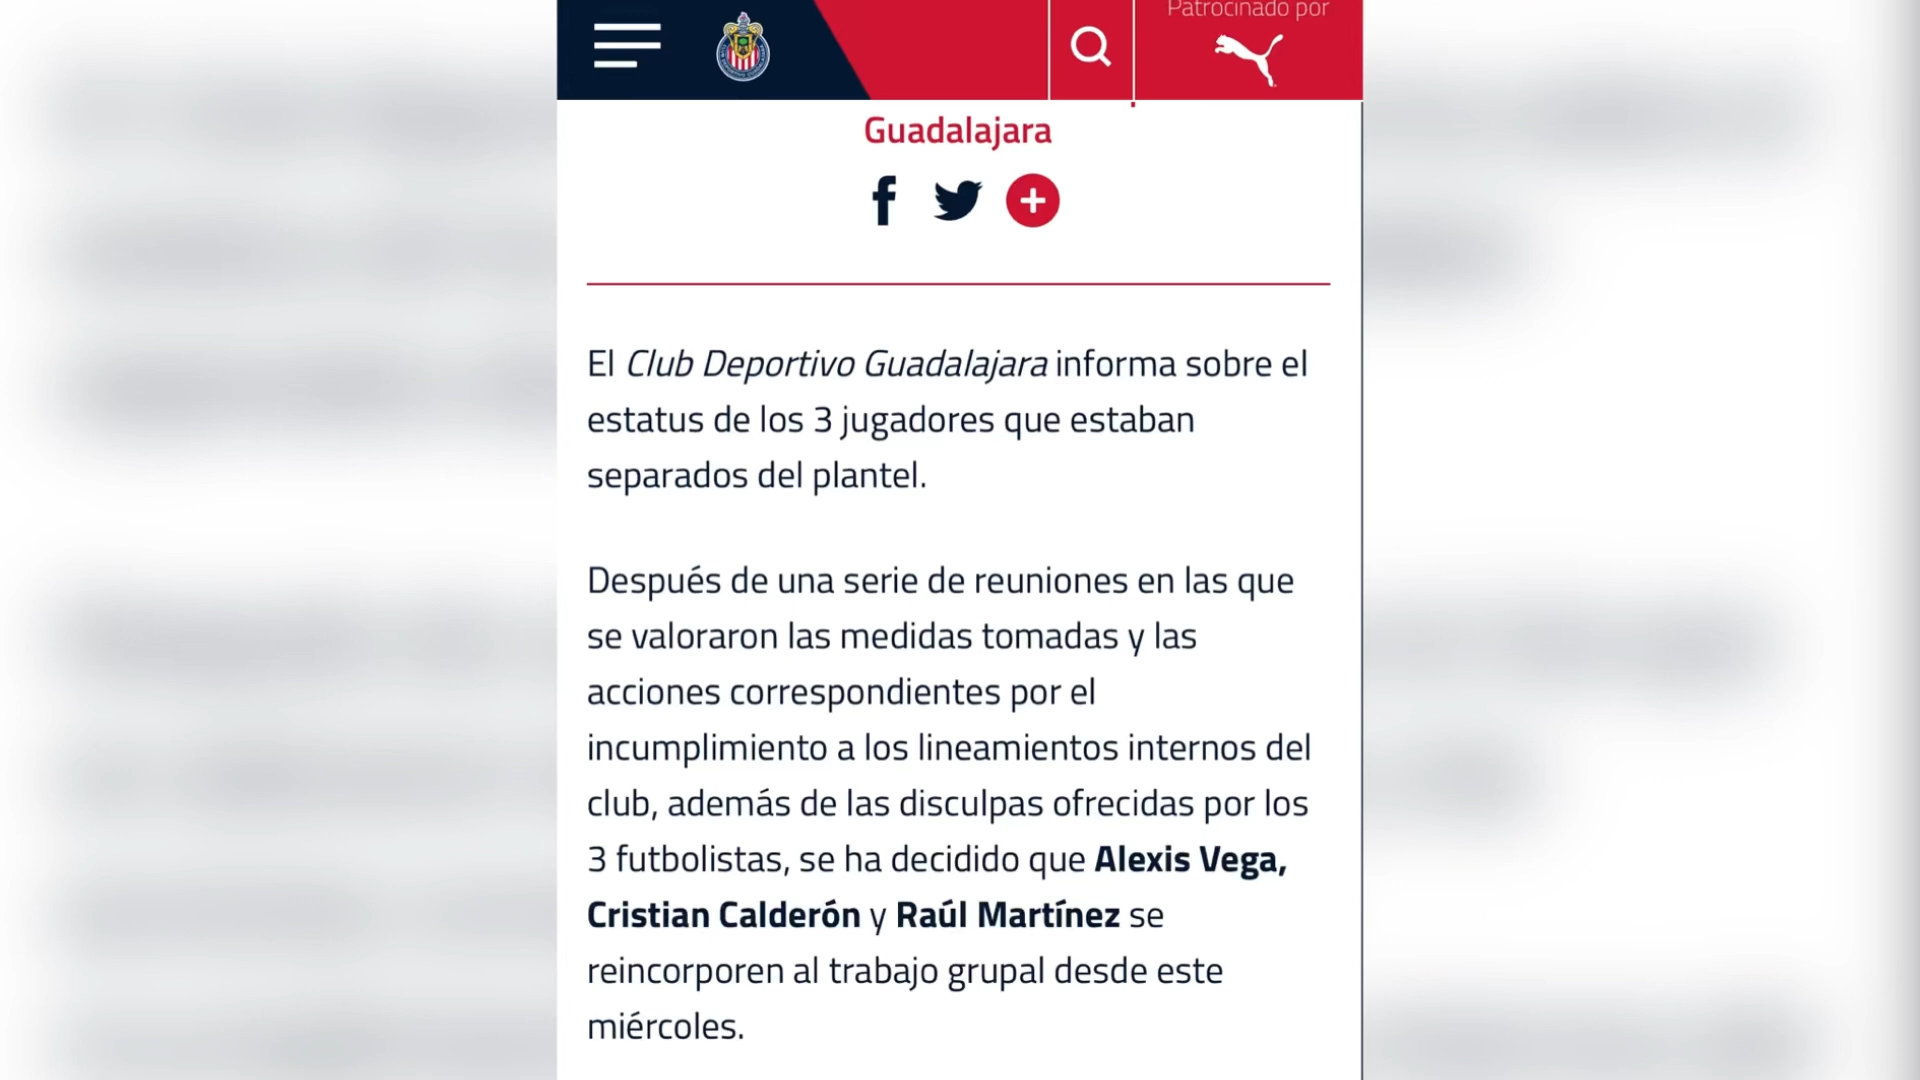 Patrocinado por
Guadalajara
El Club Deportivo Guadalajara informa sobre el
estatus de los 3 jugadores que estaban
separados del plantel.
Después de una serie de reuniones en las que
se valoraron las medidas tomadas y las
acciones correspondientes por el
incumplimiento a los lineamientos internos del
club, además de las disculpas ofrecidas por los
3 futbolistas, se ha decidido que Alexis Vega,
Cristian Calderón y Raúl Martínez se
reincorporen al trabajo grupal desde este
miércoles.